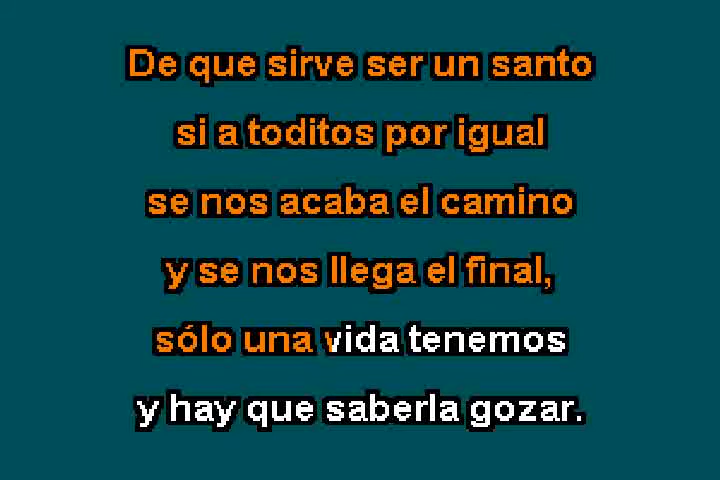 De que sirve ser un santo
si a toditos por igual
se nos acaba el camino
y se nos llega el final,
sólo una vida tenemos
y hay que saberla gozar.